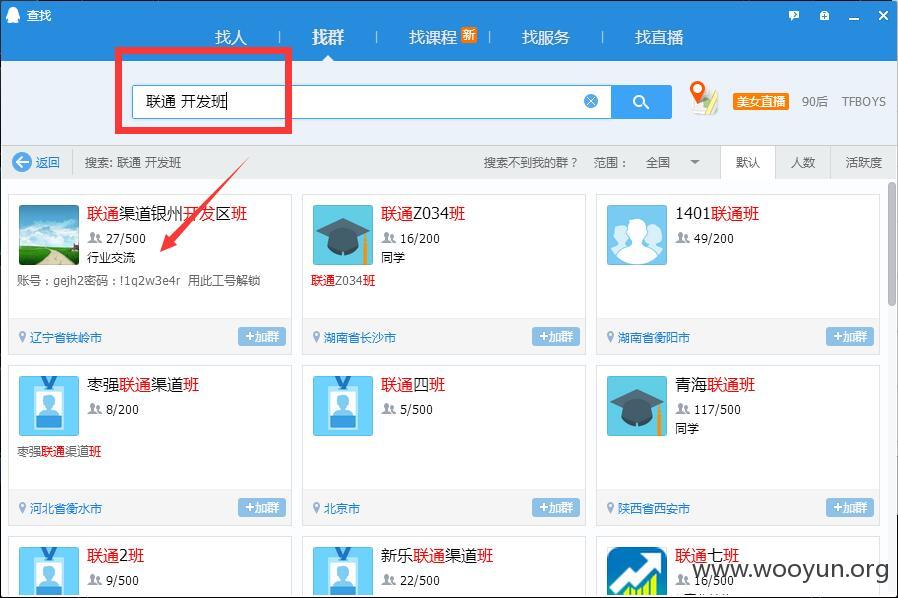 查找
找人 找群 找课程 新 找服务 找直播
联通 开发班
美女直播 90后 TFBOYS
返回 搜索: 联通 开发班 搜索不到我的群？ 范围： 全国 默认 人数 活跃度
联通渠道银州开发区班
27/500
行业交流
账号：gejh2密码：!1q2w3e4r 用此工号解锁
辽宁省铁岭市 +加群
联通Z034班
16/200
同学
联通Z034班
湖南省长沙市 +加群
1401联通班
49/200
湖南省衡阳市 +加群
枣强联通渠道班
8/200
枣强联通渠道班
河北省衡水市 +加群
联通四班
5/500
北京市 +加群
青海联通班
117/500
同学
陕西省西安市 +加群
联通2班
9/500
新乐联通渠道班
22/500
联通七班
16/500
www.wooyun.org